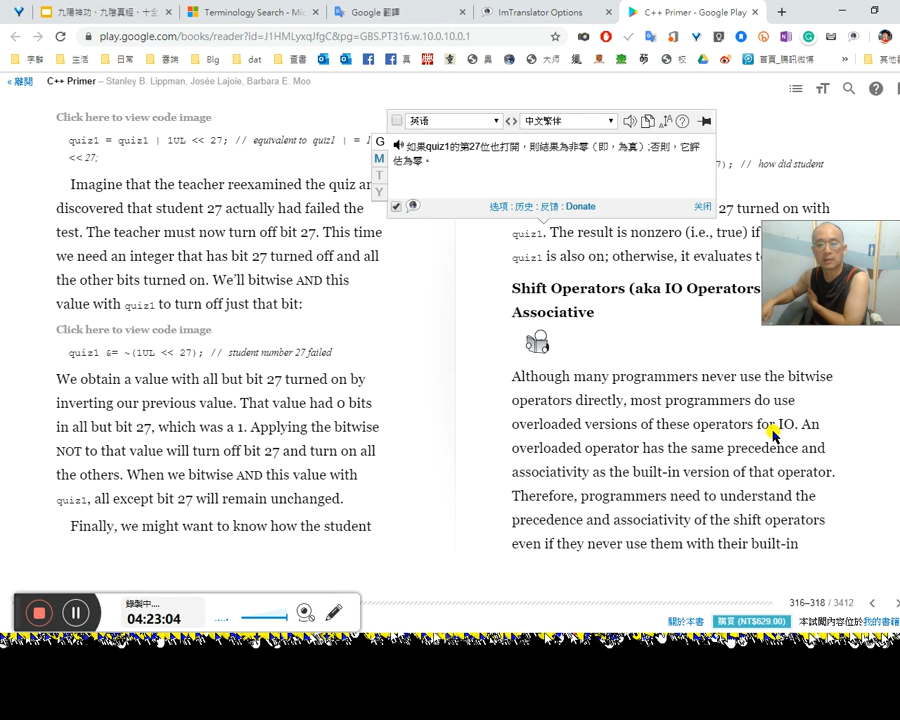 九陽神功、九陰真經、十全
Terminology Search - Mic
Google 翻譯
ImTranslator Options
C++ Primer - Google Play
play.google.com/books/reader?id=J1HMLyxqJfgC&pg=GBS.PT316.w.10.0.10.0.1
字辭
生活
日常
雲端
Blg
dat
查書
真
大師
权
首页_騰訊微博
其他書
« 離開 C++ Primer – Stanley B. Lippman, Josée Lajoie, Barbara E. Moo
Click here to view code image
quiz1 = quiz1 | 1UL << 27; // equivalent to quiz1 | = 1
<< 27;
Imagine that the teacher reexamined the quiz an
discovered that student 27 actually had failed the
test. The teacher must now turn off bit 27. This time
we need an integer that has bit 27 turned off and all
the other bits turned on. We’ll bitwise AND this
value with quiz1 to turn off just that bit:
Click here to view code image
quiz1 &= ~(1UL << 27); // student number 27 failed
We obtain a value with all but bit 27 turned on by
inverting our previous value. That value had 0 bits
in all but bit 27, which was a 1. Applying the bitwise
NOT to that value will turn off bit 27 and turn on all
the others. When we bitwise AND this value with
quiz1, all except bit 27 will remain unchanged.
Finally, we might want to know how the student
英语
中文繁体
G
M
T
Y
如果quiz1的第27位也打開，則結果為非零（即，為真）;否則，它評
估為零。
选项 : 历史 : 反馈 : Donate
关闭
7); // how did student
27 turned on with
quiz1. The result is nonzero (i.e., true) if
quiz1 is also on; otherwise, it evaluates to
Shift Operators (aka IO Operators
Associative
Although many programmers never use the bitwise
operators directly, most programmers do use
overloaded versions of these operators for IO. An
overloaded operator has the same precedence and
associativity as the built-in version of that operator.
Therefore, programmers need to understand the
precedence and associativity of the shift operators
even if they never use them with their built-in
錄製中....
04:23:04
316–318 / 3412
關於本書
購買 (NT$629.00)
本試閱內容位於我的書籍